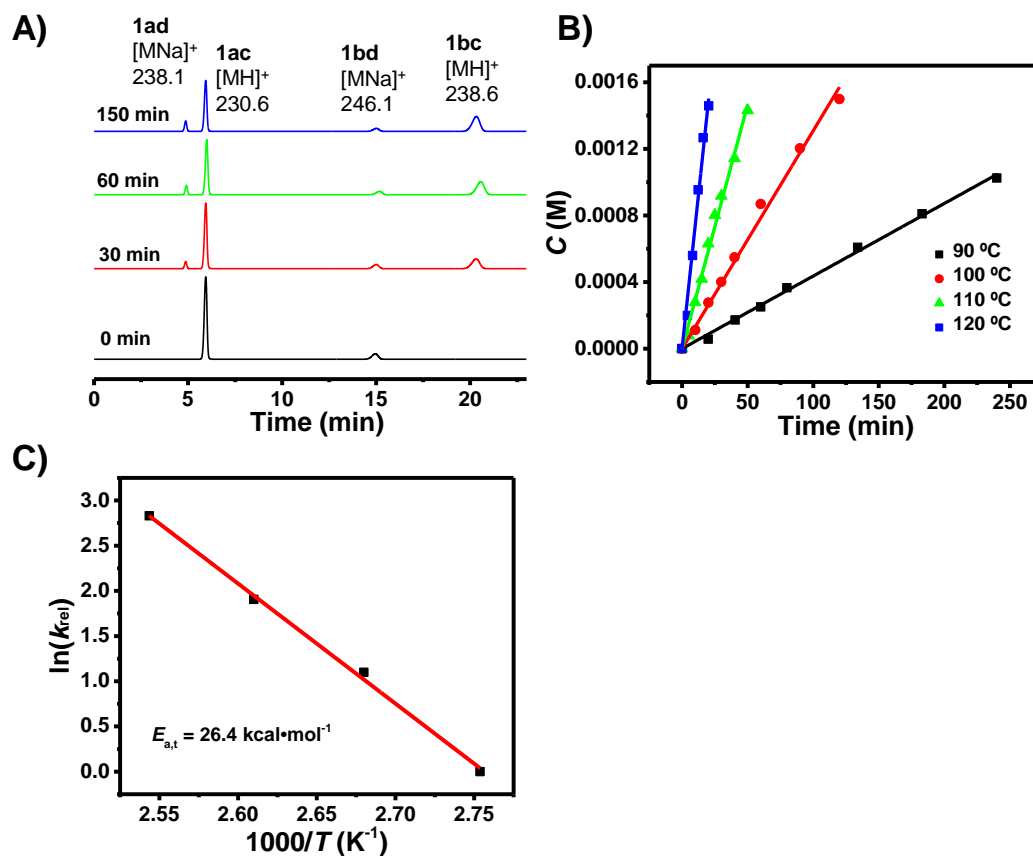 A)
1ad
[MNa]+
238.1
1ac
[MH]+
230.6
1bd
[MNa]+
246.1
1bc
[MH]+
238.6
150 min
60 min
30 min
0 min
0 5 10 15 20
Time (min)
B)
C (M)
0.0016
0.0012
0.0008
0.0004
0.0000
90 ºC
100 ºC
110 ºC
120 ºC
0 50 100 150 200 250
Time (min)
C)
ln(krel)
3.0
2.5
2.0
1.5
1.0
0.5
0.0
Ea,t = 26.4 kcal•mol-1
2.55 2.60 2.65 2.70 2.75
1000/T (K-1)